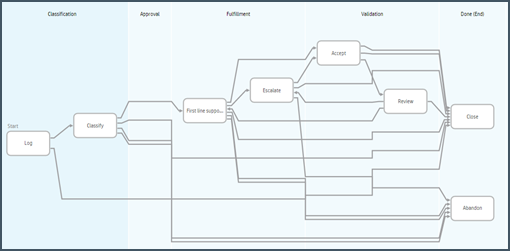 Classification Approval Fulfillment Validation Done (End)
Accept
Escalate
Review
First line suppo...
Close
Classify
Start
Log
Abandon